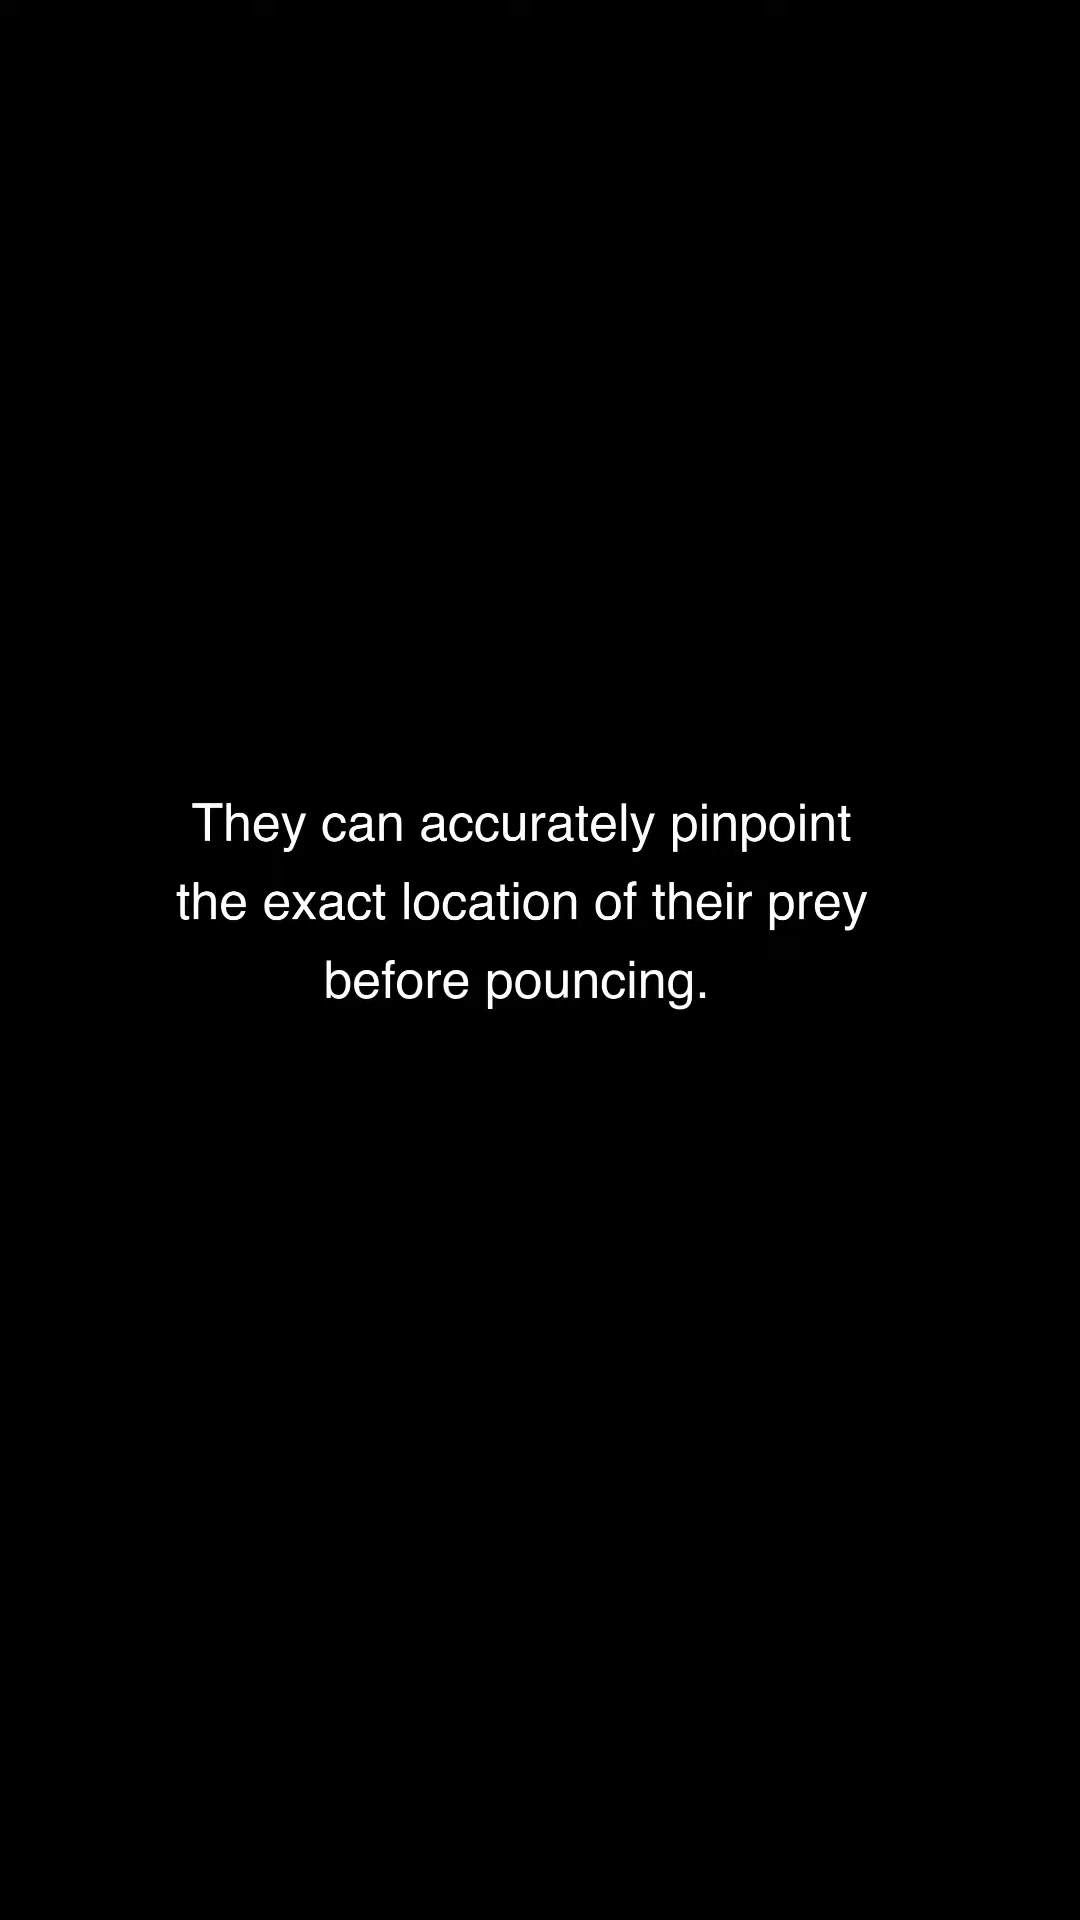 They can accurately pinpoint
the exact location of their prey
before pouncing.